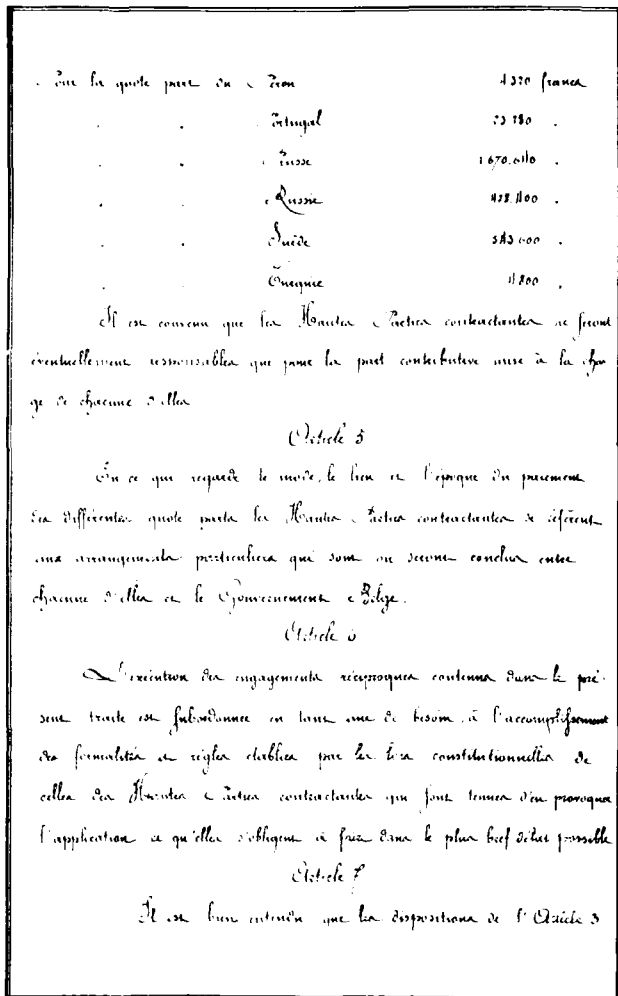 Pour la quote part du Pérou 4.320 francs
. . Portugal 23.280 .
. . Prusse 1.670.640 .
. . Russie 428.400 .
. . Suède 543.600 .
. . Turquie 4.800 .
Il est convenu que les Hautes Parties contractantes ne seront
éventuellement responsables que pour la part contributive mise à la char
ge de chacune d'elles
Article 5
En ce qui regarde le mode, le lieu et l'époque du paiement
des différentes quote parts les Hautes Parties contractantes se réfèrent
aux arrangements particuliers qui sont ou seront conclus entre
chacune d'elles et le Gouvernement Belge.
Article 6
L'exécution des engagements réciproques contenus dans le pré-
sent traité est subordonnée en tant que de besoin, à l'accomplissement
des formalités et règles établies par les lois constitutionnelles de
celles des Hautes Parties contractantes qui sont tenues d'en provoquer
l'application ce qu'elles s'obligent à faire dans le plus bref délai possible
Article 7
Il est bien entendu que les dispositions de l'Article 3